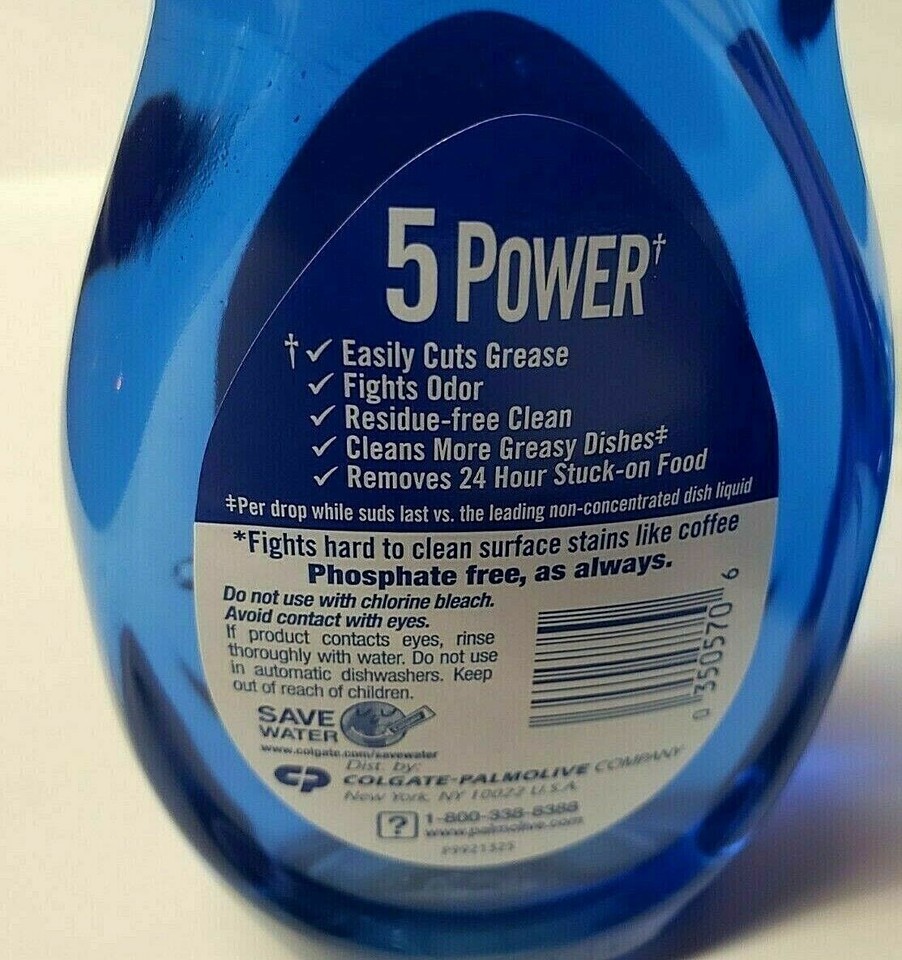 5 POWER†
†✓ Easily Cuts Grease
✓ Fights Odor
✓ Residue-free Clean
✓ Cleans More Greasy Dishes‡
✓ Removes 24 Hour Stuck-on Food
‡Per drop while suds last vs. the leading non-concentrated dish liquid
*Fights hard to clean surface stains like coffee
Phosphate free, as always.
Do not use with chlorine bleach.
Avoid contact with eyes.
If product contacts eyes, rinse
thoroughly with water. Do not use
in automatic dishwashers. Keep
out of reach of children.
0 350570 6
SAVE
WATER
www.colgate.com/savewater
CP
Dist. by:
COLGATE-PALMOLIVE COMPANY
New York, NY 10022 U.S.A.
? 1-800-338-8388
www.palmolive.com